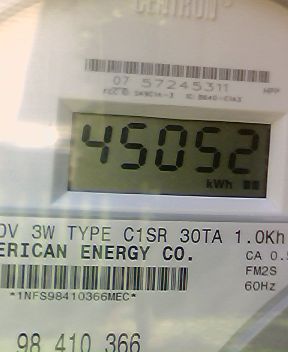 CENTRON®
07 57245311
45052
kWh
0V 3W TYPE C1SR 30TA 1.0Kh
ERICAN ENERGY CO.
CA 0.5
*1NFS98410366MEC*
FM2S
60Hz
98 410 366